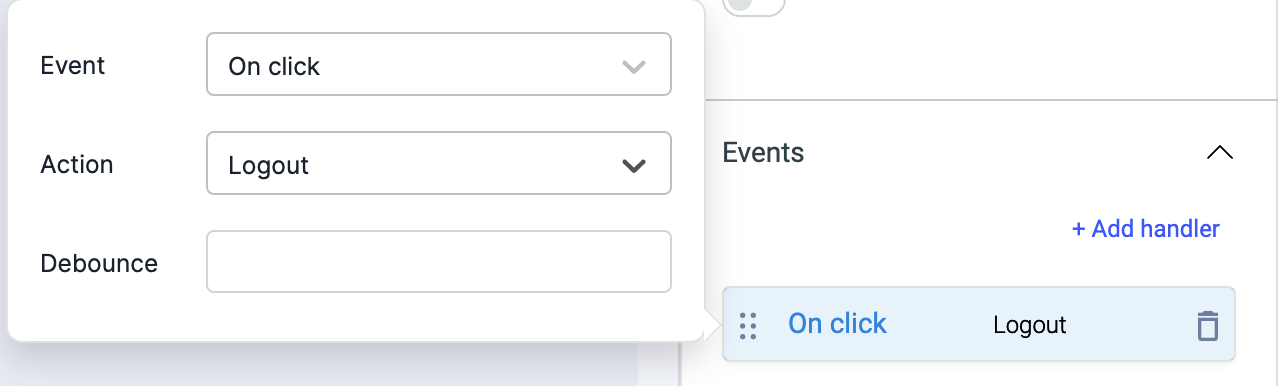 Event
On click
Action
Logout
Debounce
Events
+ Add handler
On click
Logout